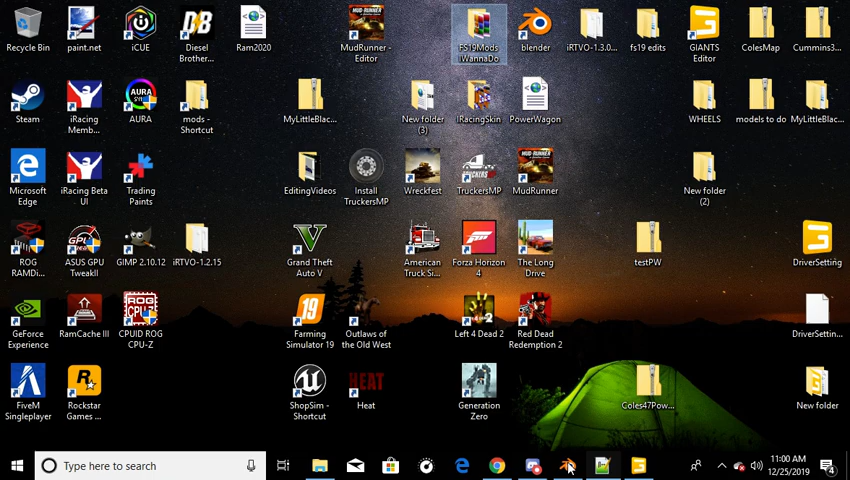 Recycle Bin
paint.net
iCUE
Diesel
Brother...
Ram2020
MudRunner -
Editor
FS19Mods
IWannaDo
blender
iRTVO-1.3.0...
fs19 edits
GIANTS
Editor
ColesMap
Cummins3...
Steam
iRacing
Memb...
AURA
mods -
Shortcut
MyLittleBlac...
New folder
(3)
IRacingSkin
PowerWagon
WHEELS
models to do
MyLittleBlac...
Microsoft
Edge
iRacing Beta
UI
Trading
Paints
EditingVideos
Install
TruckersMP
Wreckfest
TruckersMP
MudRunner
New folder
(2)
ROG
RAMDi...
ASUS GPU
TweakII
GIMP 2.10.12
iRTVO-1.2.15
Grand Theft
Auto V
American
Truck Si...
Forza Horizon
4
The Long
Drive
testPW
DriverSetting
GeForce
Experience
RamCache III
CPUID ROG
CPU-Z
Farming
Simulator 19
Outlaws of
the Old West
Left 4 Dead 2
Red Dead
Redemption 2
DriverSettin...
FiveM
Singleplayer
Rockstar
Games ...
ShopSim -
Shortcut
HEAT
Heat
Generation
Zero
Coles47Pow...
New folder
Type here to search
11:00 AM
12/25/2019
4